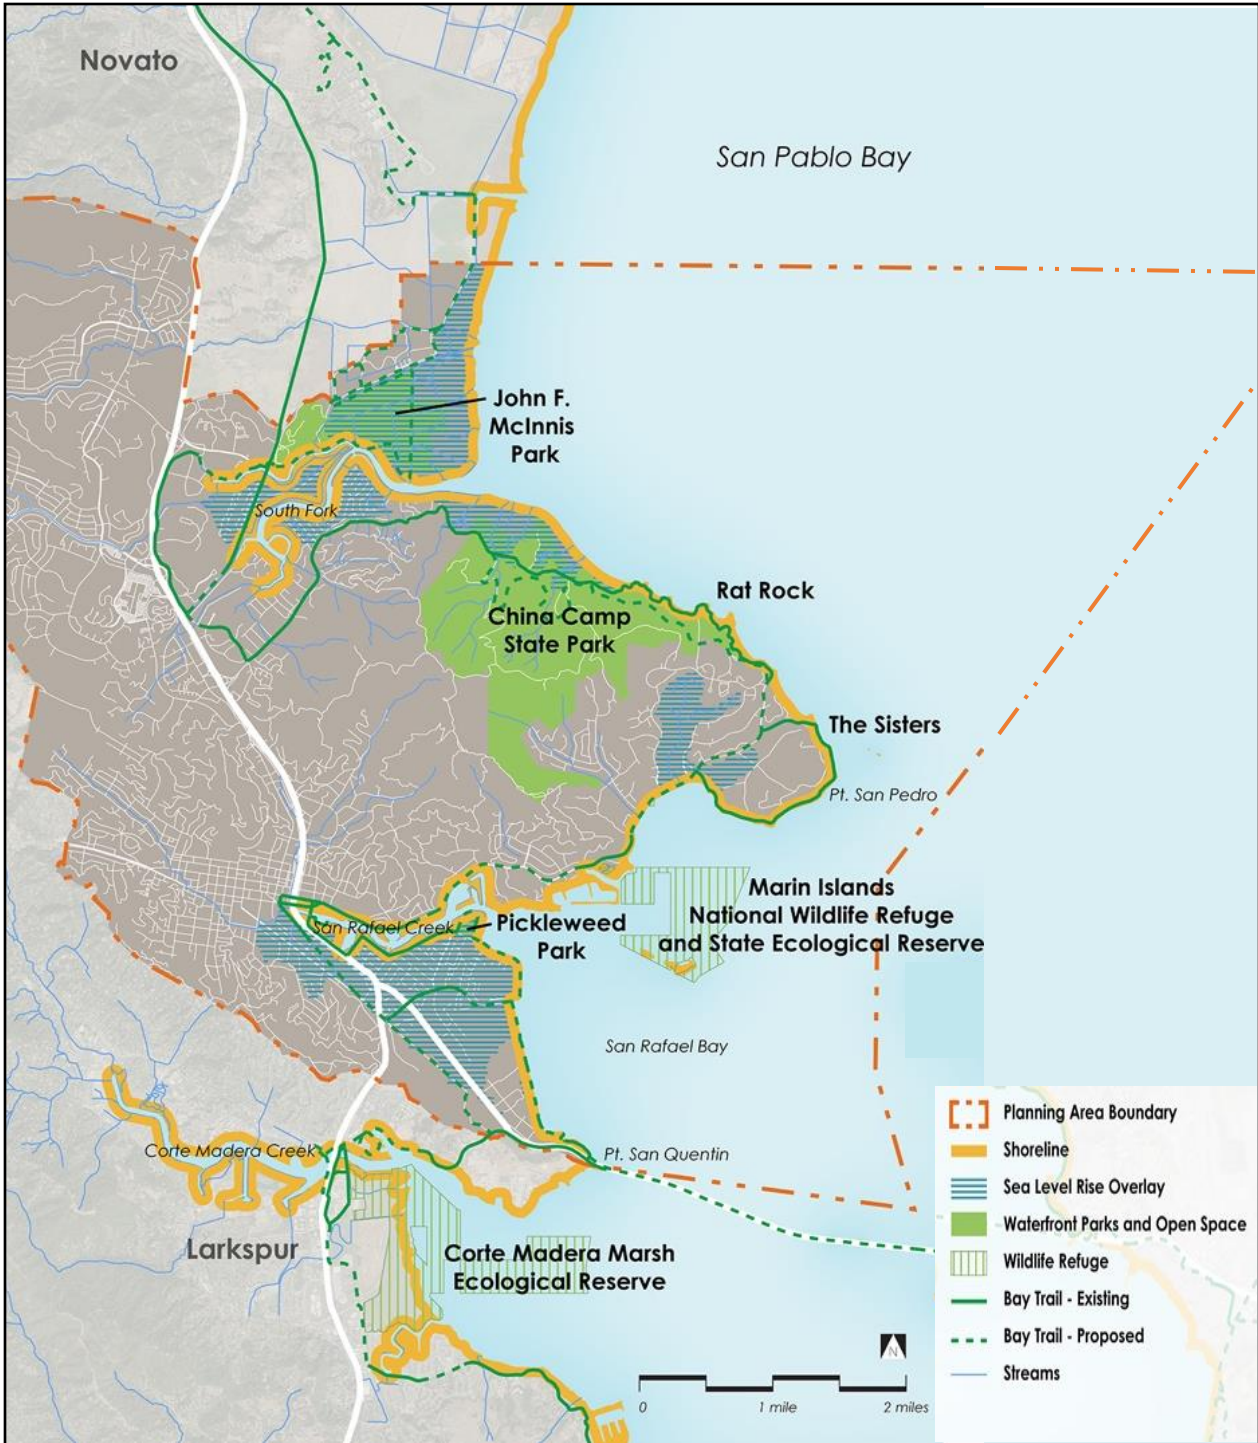 Novato
San Pablo Bay
John F.
McInnis
Park
South Fork
Rat Rock
China Camp
State Park
The Sisters
Pt. San Pedro
Marin Islands
National Wildlife Refuge
and State Ecological Reserve
San Rafael Creek
Pickleweed
Park
San Rafael Bay
Corte Madera Creek
Pt. San Quentin
Larkspur
Corte Madera Marsh
Ecological Reserve
Planning Area Boundary
Shoreline
Sea Level Rise Overlay
Waterfront Parks and Open Space
Wildlife Refuge
Bay Trail - Existing
Bay Trail - Proposed
Streams
N
0 1 mile 2 miles